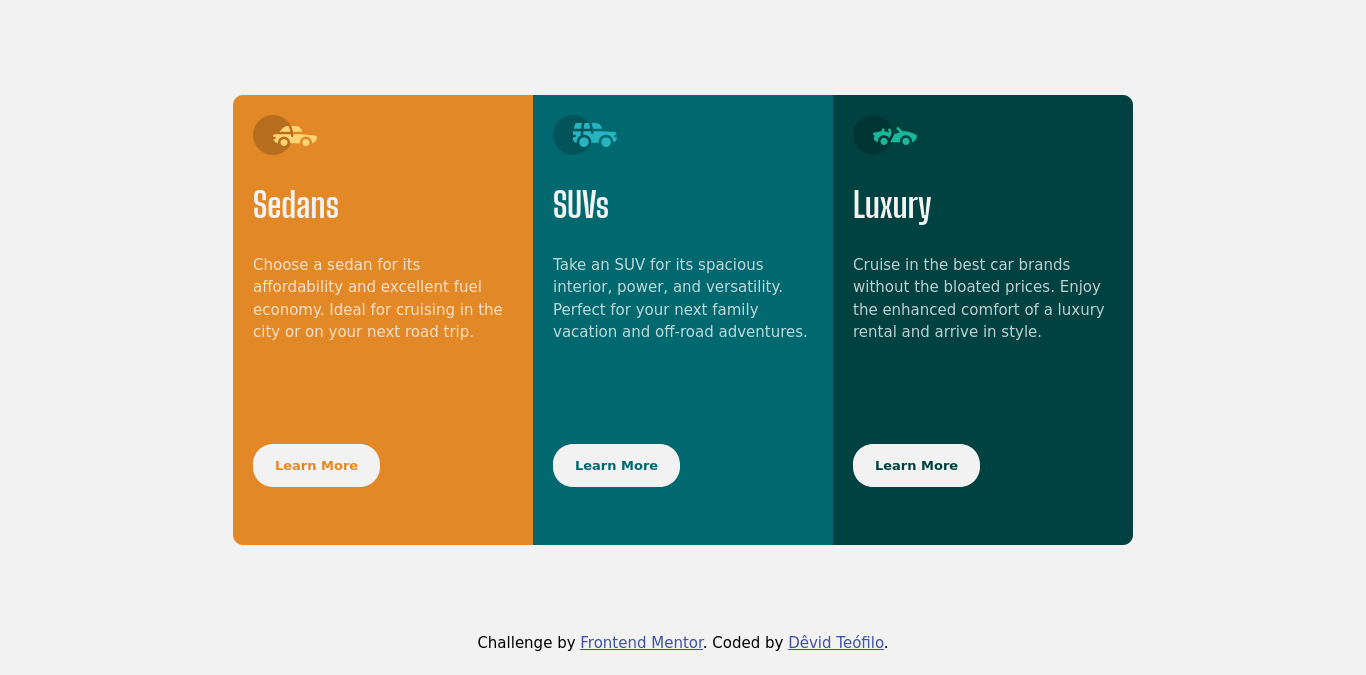 Sedans
Choose a sedan for its
affordability and excellent fuel
economy. Ideal for cruising in the
city or on your next road trip.
Learn More
SUVs
Take an SUV for its spacious
interior, power, and versatility.
Perfect for your next family
vacation and off-road adventures.
Learn More
Luxury
Cruise in the best car brands
without the bloated prices. Enjoy
the enhanced comfort of a luxury
rental and arrive in style.
Learn More
Challenge by Frontend Mentor. Coded by Dêvid Teófilo.